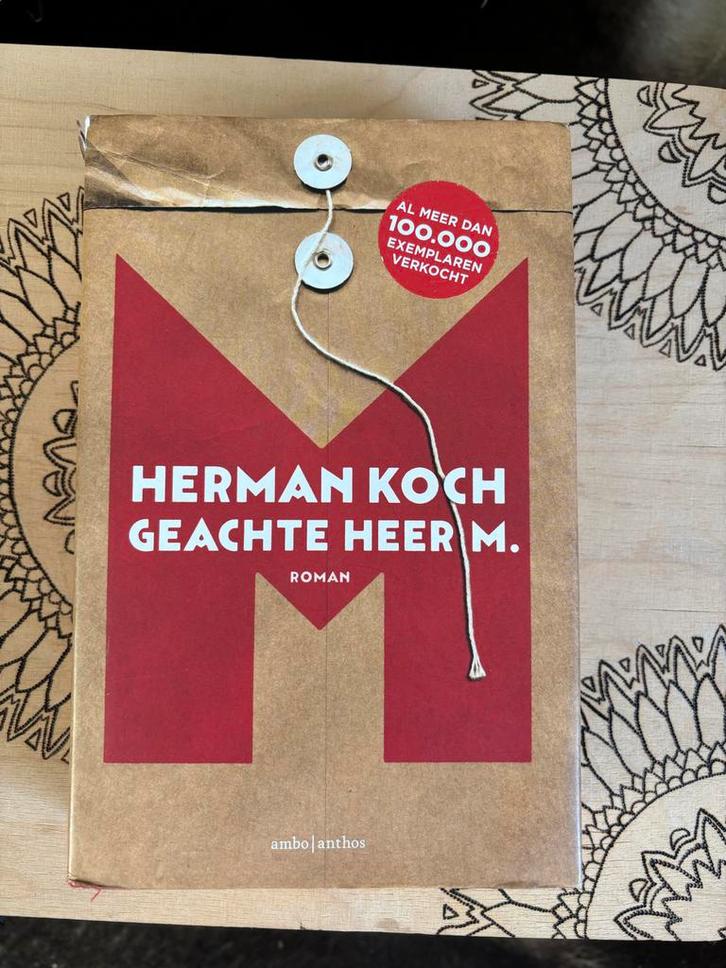 AL MEER DAN
100.000
EXEMPLAREN
VERKOCHT
HERMAN KOCH
GEACHTE HEER M.
ROMAN
ambo|anthos